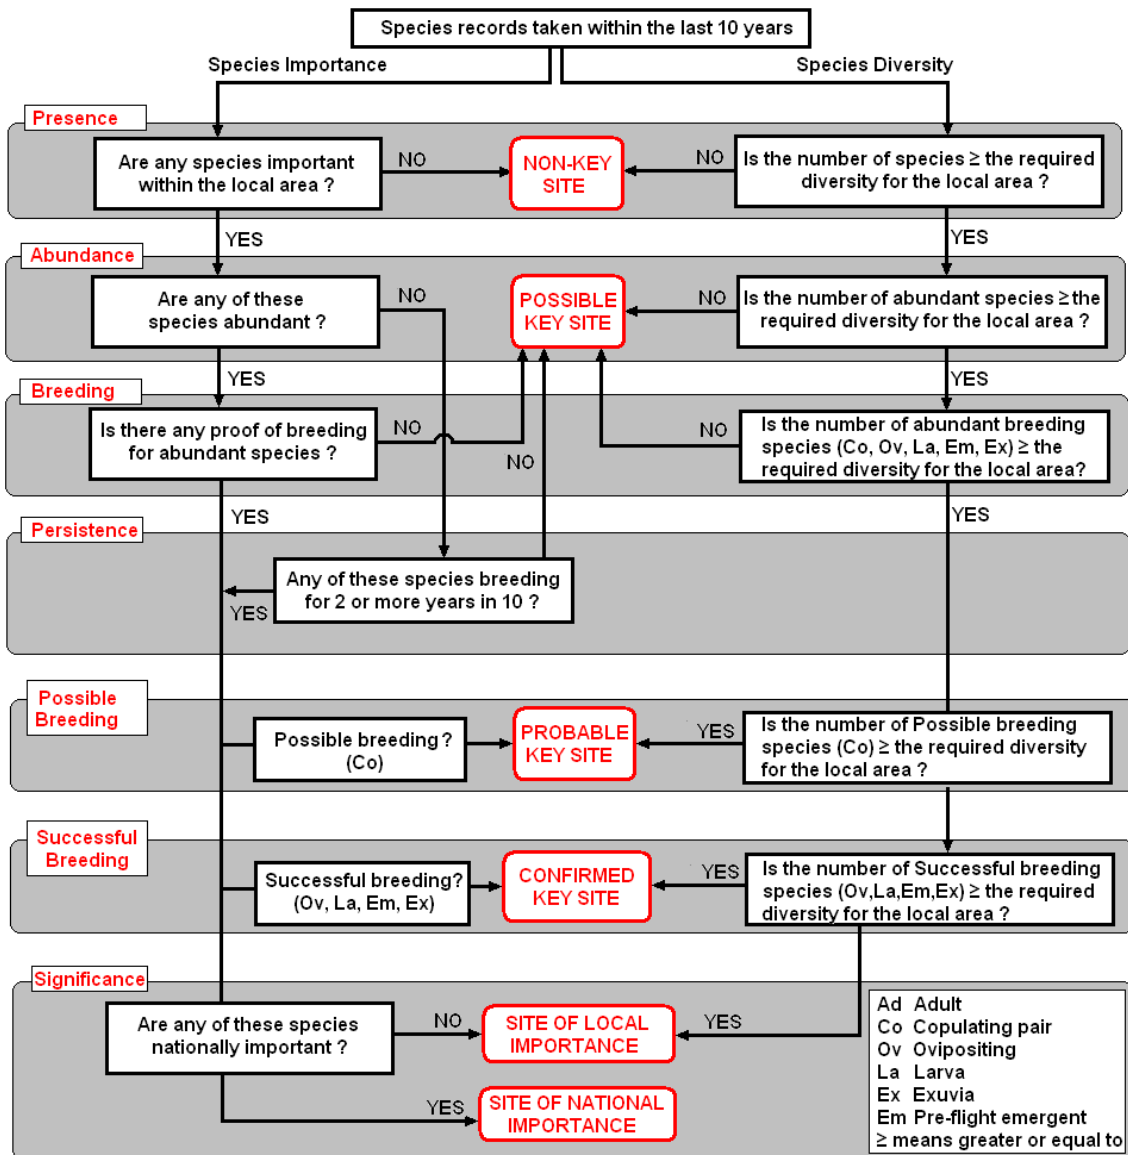 Species records taken within the last 10 years
Species Importance
Species Diversity
Presence
Are any species important
within the local area ?
NO
NON-KEY
SITE
NO
Is the number of species ≥ the required
diversity for the local area ?
YES
YES
Abundance
Are any of these
species abundant ?
NO
POSSIBLE
KEY SITE
NO
Is the number of abundant species ≥ the
required diversity for the local area ?
YES
YES
Breeding
Is there any proof of breeding
for abundant species ?
NO
NO
NO
Is the number of abundant breeding
species (Co, Ov, La, Em, Ex) ≥ the
required diversity for the local area?
YES
YES
Persistence
Any of these species breeding
for 2 or more years in 10 ?
YES
Possible
Breeding
Possible breeding ?
(Co)
PROBABLE
KEY SITE
YES
Is the number of Possible breeding
species (Co) ≥ the required diversity
for the local area ?
Successful
Breeding
Successful breeding?
(Ov, La, Em, Ex)
CONFIRMED
KEY SITE
YES
Is the number of Successful breeding
species (Ov,La,Em,Ex) ≥ the required
diversity for the local area ?
Significance
Are any of these species
nationally important ?
NO
SITE OF LOCAL
IMPORTANCE
YES
YES
SITE OF NATIONAL
IMPORTANCE
Ad Adult
Co Copulating pair
Ov Ovipositing
La Larva
Ex Exuvia
Em Pre-flight emergent
≥ means greater or equal to